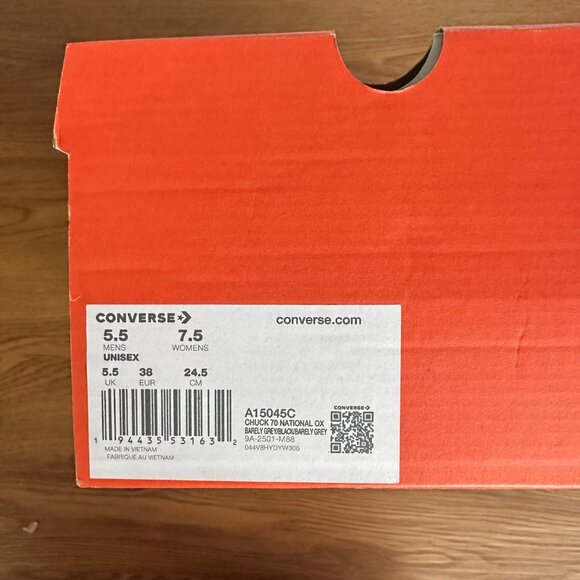 CONVERSE
converse.com
5.5 7.5
MENS WOMENS
UNISEX
5.5 38 24.5
UK EUR CM
A15045C
CHUCK 70 NATIONAL OX
BARELY GREY/BLACK/BARELY GREY
9A-2501-M88
044V8HYDYW305
CONVERSE
1 94435 53163 2
MADE IN VIETNAM
FABRIQUE AU VIETNAM